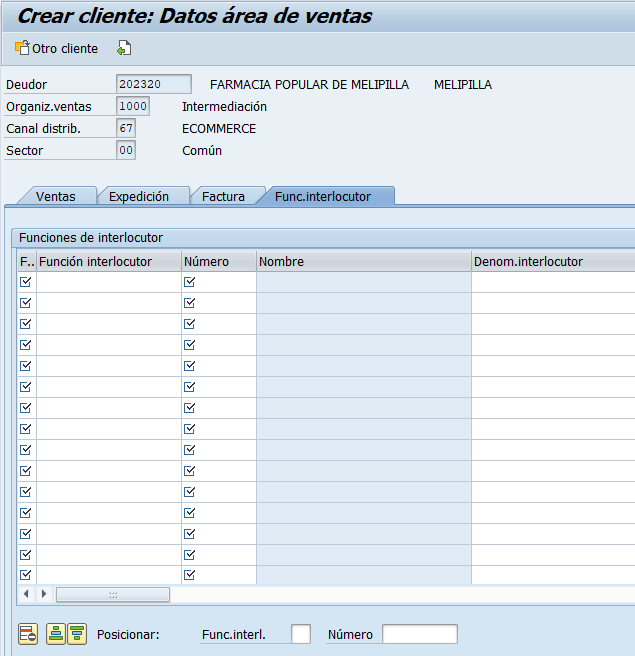 Crear cliente: Datos área de ventas
Otro cliente
Deudor 202320 FARMACIA POPULAR DE MELIPILLA MELIPILLA
Organiz.ventas 1000 Intermediación
Canal distrib. 67 ECOMMERCE
Sector 00 Común
Ventas Expedición Factura Func.interlocutor
Funciones de interlocutor
F.. Función interlocutor Número Nombre Denom.interlocutor
Posicionar: Func.interl. Número